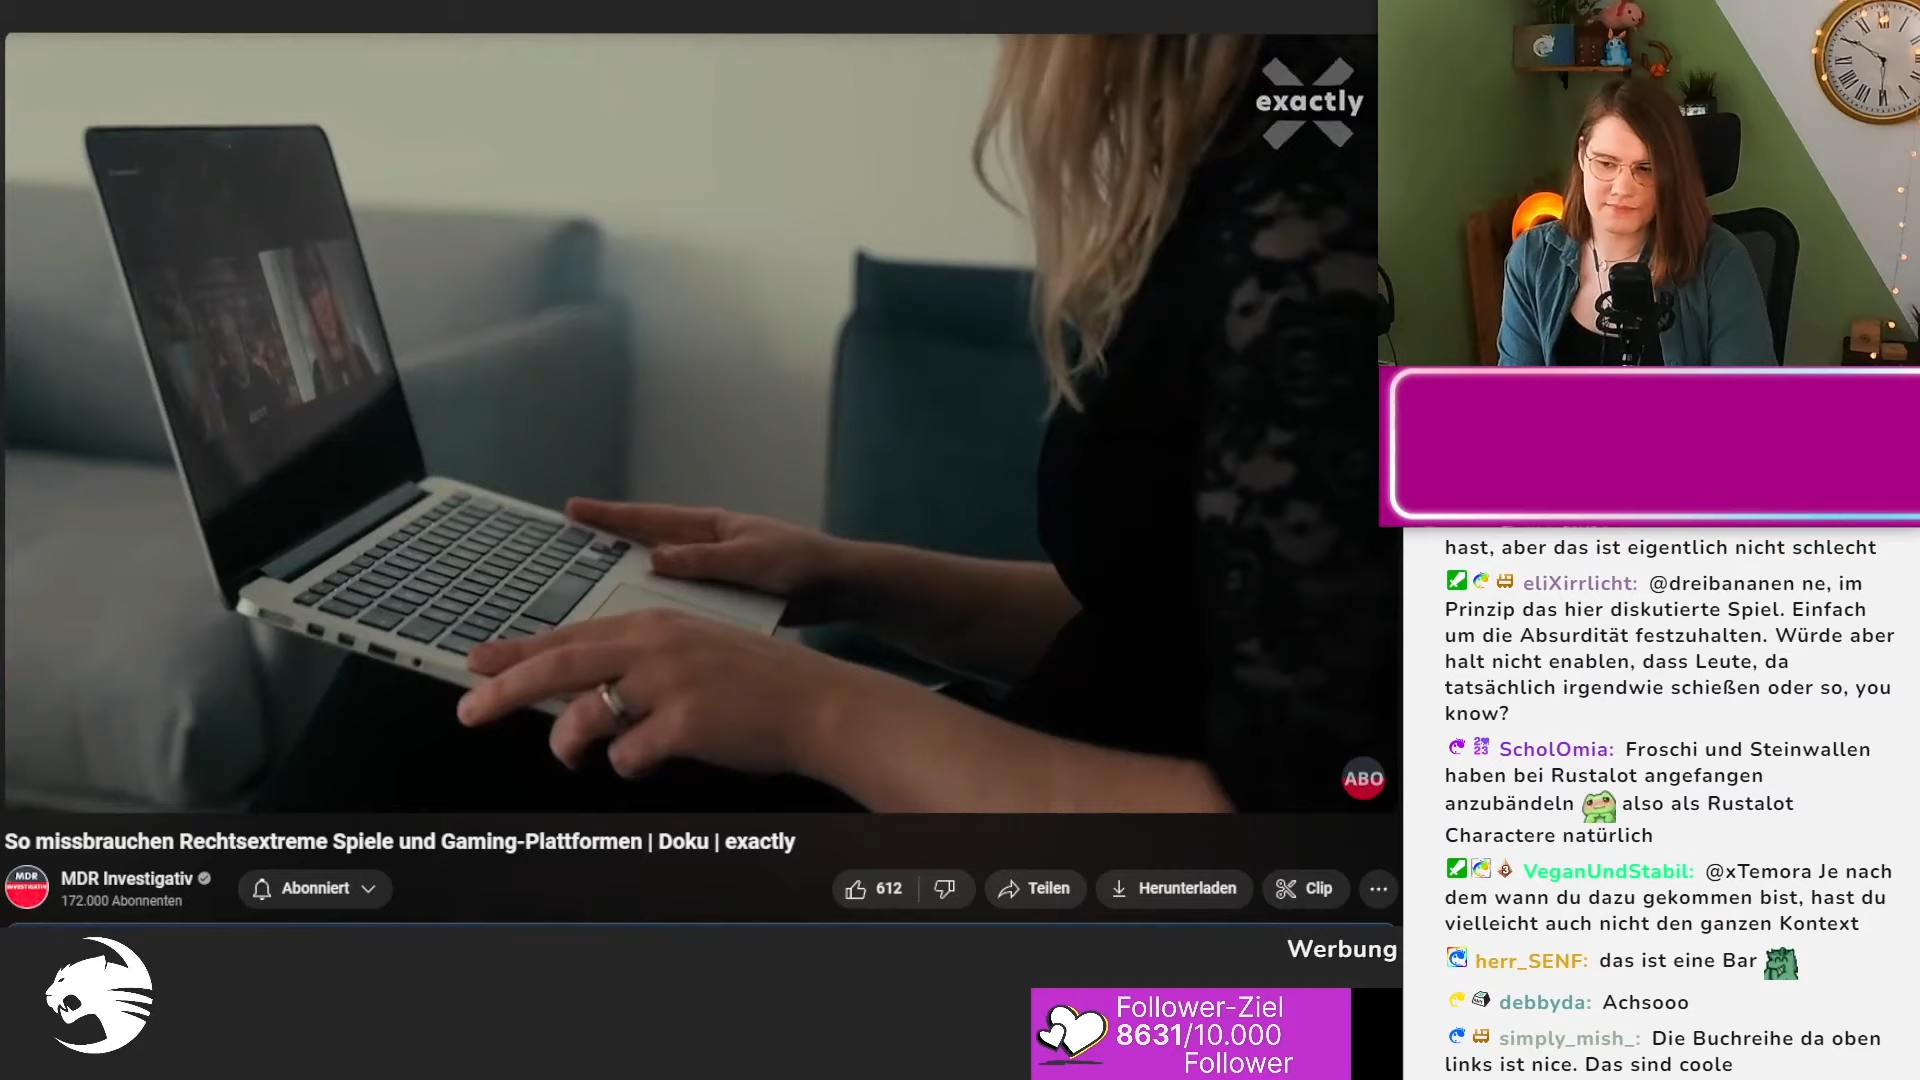 exactly
ABO
So missbrauchen Rechtsextreme Spiele und Gaming-Plattformen | Doku | exactly
MDR
INVESTIGATIV
MDR Investigativ
172.000 Abonnenten
Abonniert
612
Teilen
Herunterladen
Clip
Werbung
Follower-Ziel
8631/10.000
Follower
hast, aber das ist eigentlich nicht schlecht
eliXirrlicht: @dreibananen ne, im
Prinzip das hier diskutierte Spiel. Einfach
um die Absurdität festzuhalten. Würde aber
halt nicht enablen, dass Leute, da
tatsächlich irgendwie schießen oder so, you
know?
ScholOmia: Froschi und Steinwallen
haben bei Rustalot angefangen
anzubändeln also als Rustalot
Charactere natürlich
VeganUndStabil: @xTemora Je nach
dem wann du dazu gekommen bist, hast du
vielleicht auch nicht den ganzen Kontext
herr_SENF: das ist eine Bar
debbyda: Achsooo
simply_mish_: Die Buchreihe da oben
links ist nice. Das sind coole